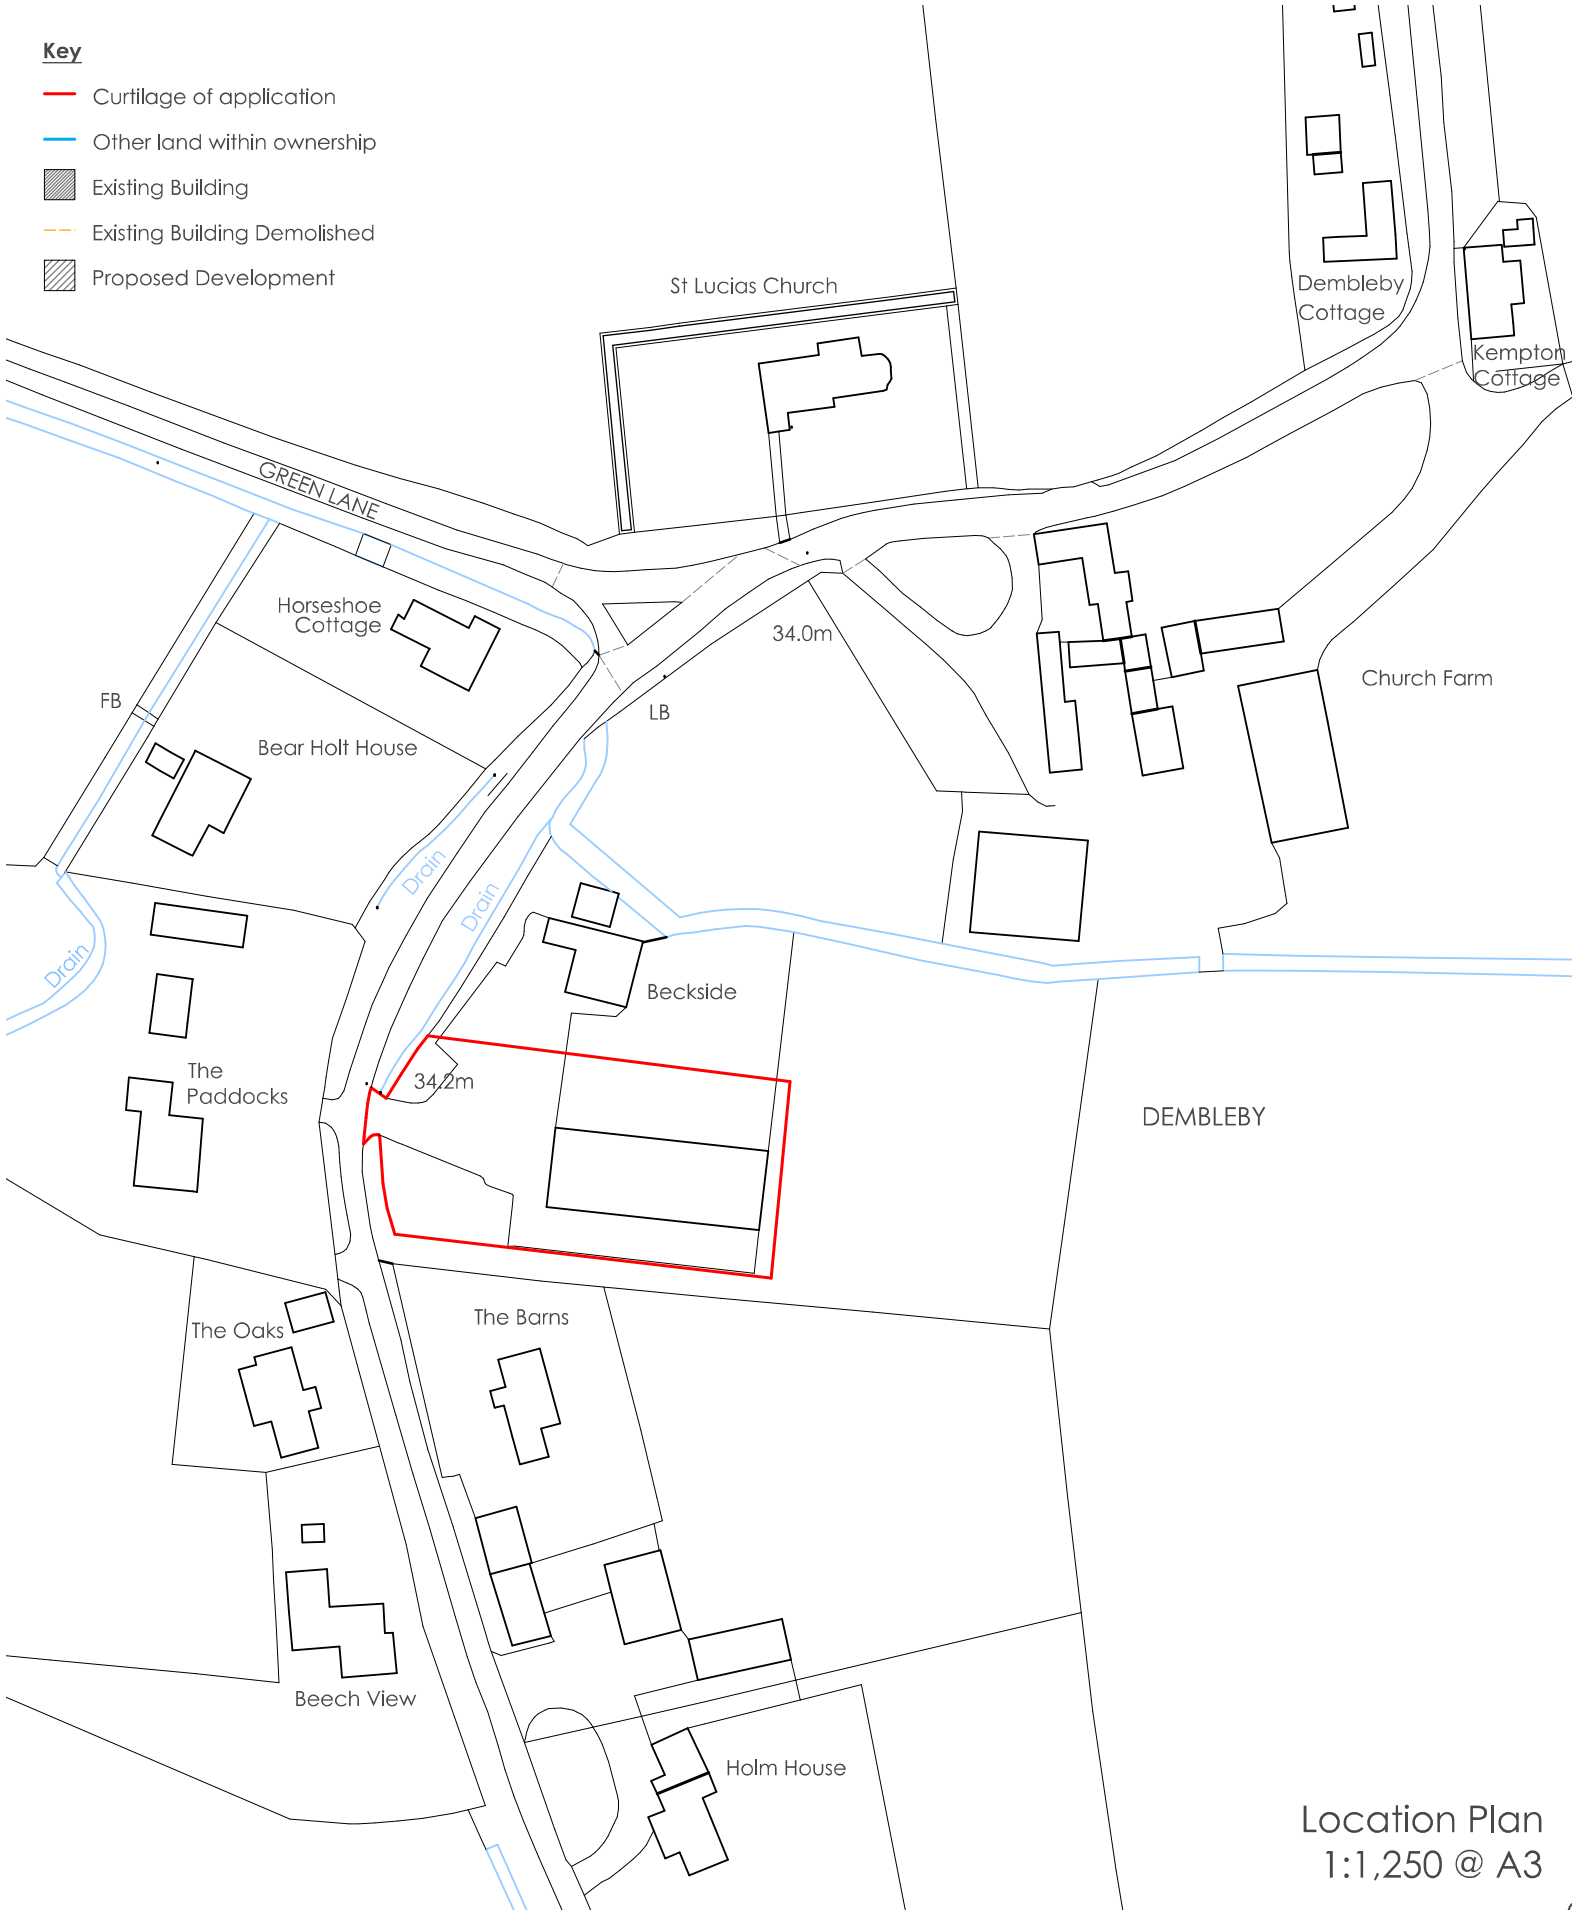 Key
Curtilage of application
Other land within ownership
Existing Building
Existing Building Demolished
Proposed Development
St Lucias Church
Dembleby
Cottage
Kempton
Cottage
GREEN LANE
Horseshoe
Cottage
34.0m
Church Farm
FB
LB
Bear Holt House
Drain
Drain
Drain
Beckside
The
Paddocks
34.2m
DEMBLEBY
The Oaks
The Barns
Beech View
Holm House
Location Plan
1:1,250 @ A3